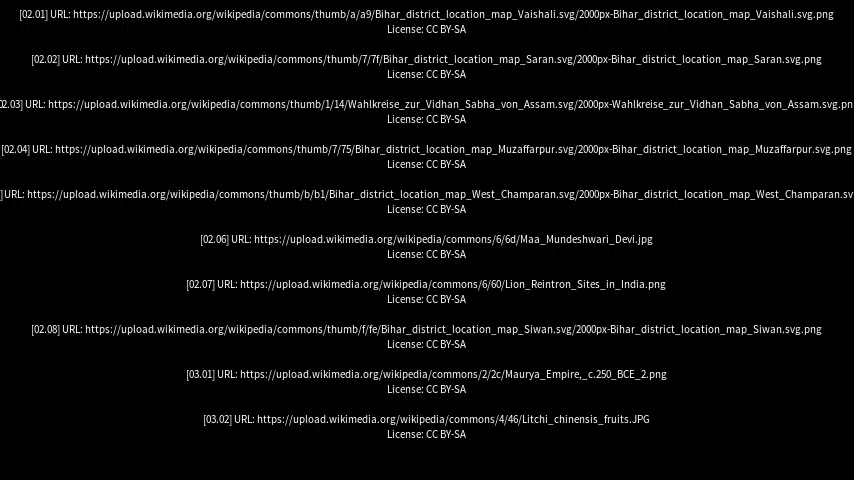 [02.01] URL: https://upload.wikimedia.org/wikipedia/commons/thumb/a/a9/Bihar_district_location_map_Vaishali.svg/2000px-Bihar_district_location_map_Vaishali.svg.png
License: CC BY-SA
[02.02] URL: https://upload.wikimedia.org/wikipedia/commons/thumb/7/7f/Bihar_district_location_map_Saran.svg/2000px-Bihar_district_location_map_Saran.svg.png
License: CC BY-SA
02.03] URL: https://upload.wikimedia.org/wikipedia/commons/thumb/1/14/Wahlkreise_zur_Vidhan_Sabha_von_Assam.svg/2000px-Wahlkreise_zur_Vidhan_Sabha_von_Assam.svg.pn
License: CC BY-SA
[02.04] URL: https://upload.wikimedia.org/wikipedia/commons/thumb/7/75/Bihar_district_location_map_Muzaffarpur.svg/2000px-Bihar_district_location_map_Muzaffarpur.svg.png
License: CC BY-SA
] URL: https://upload.wikimedia.org/wikipedia/commons/thumb/b/b1/Bihar_district_location_map_West_Champaran.svg/2000px-Bihar_district_location_map_West_Champaran.sv
License: CC BY-SA
[02.06] URL: https://upload.wikimedia.org/wikipedia/commons/6/6d/Maa_Mundeshwari_Devi.jpg
License: CC BY-SA
[02.07] URL: https://upload.wikimedia.org/wikipedia/commons/6/60/Lion_Reintron_Sites_in_India.png
License: CC BY-SA
[02.08] URL: https://upload.wikimedia.org/wikipedia/commons/thumb/f/fe/Bihar_district_location_map_Siwan.svg/2000px-Bihar_district_location_map_Siwan.svg.png
License: CC BY-SA
[03.01] URL: https://upload.wikimedia.org/wikipedia/commons/2/2c/Maurya_Empire,_c.250_BCE_2.png
License: CC BY-SA
[03.02] URL: https://upload.wikimedia.org/wikipedia/commons/4/46/Litchi_chinensis_fruits.JPG
License: CC BY-SA